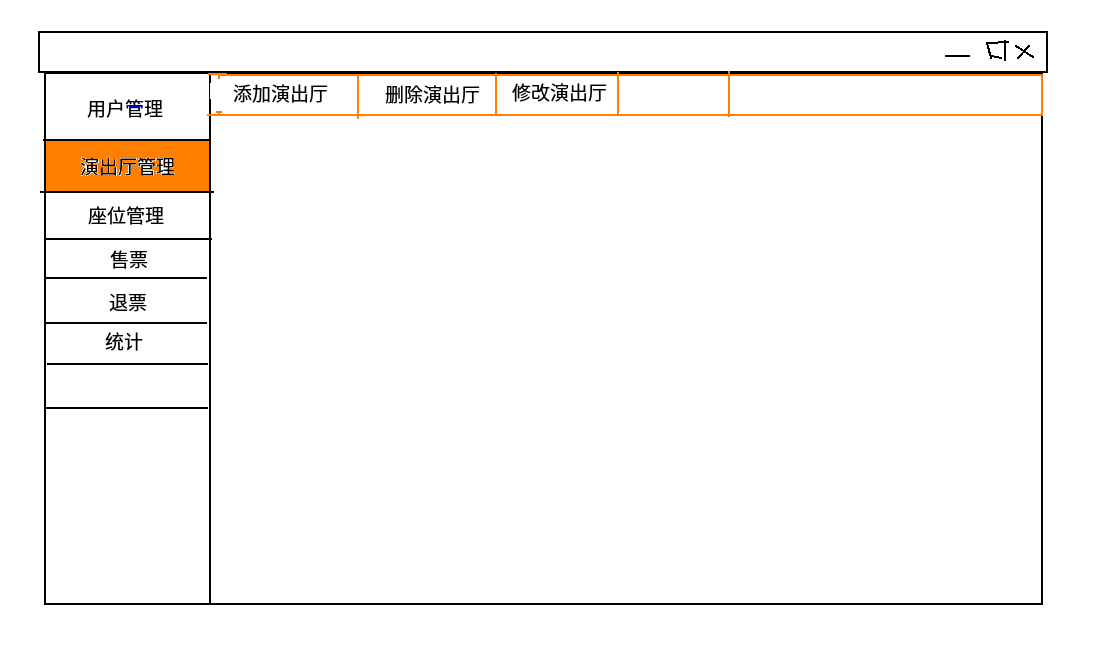 用户管理
添加演出厅
删除演出厅
修改演出厅
演出厅管理
座位管理
售票
退票
统计